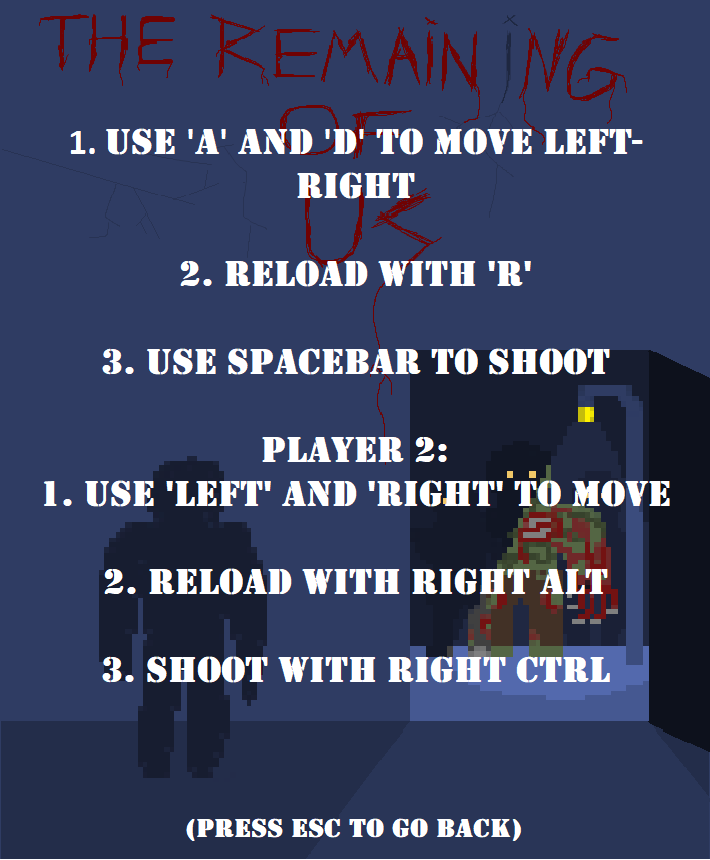 THE REMAINING
OF
US
1. USE 'A' AND 'D' TO MOVE LEFT-
RIGHT
2. RELOAD WITH 'R'
3. USE SPACEBAR TO SHOOT
PLAYER 2:
1. USE 'LEFT' AND 'RIGHT' TO MOVE
2. RELOAD WITH RIGHT ALT
3. SHOOT WITH RIGHT CTRL
(PRESS ESC TO GO BACK)